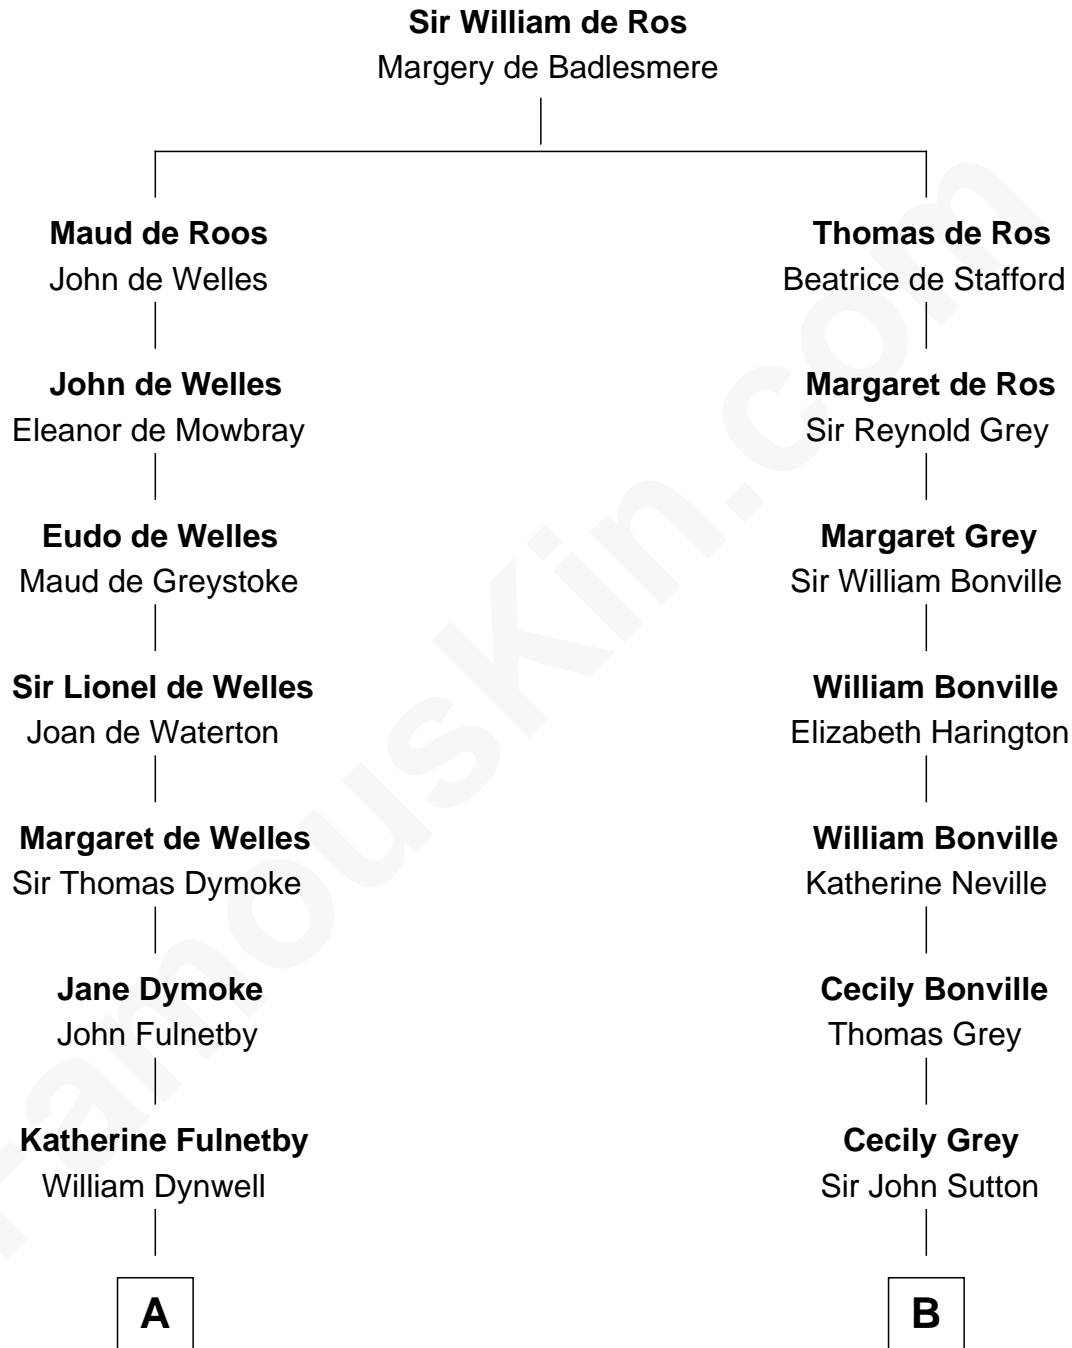 Sir William de Ros
Margery de Badlesmere
Maud de Roos
John de Welles
Thomas de Ros
Beatrice de Stafford
John de Welles
Eleanor de Mowbray
Margaret de Ros
Sir Reynold Grey
Eudo de Welles
Maud de Greystoke
Margaret Grey
Sir William Bonville
Sir Lionel de Welles
Joan de Waterton
William Bonville
Elizabeth Harington
Margaret de Welles
Sir Thomas Dymoke
William Bonville
Katherine Neville
Jane Dymoke
John Fulnetby
Cecily Bonville
Thomas Grey
Katherine Fulnetby
William Dynwell
Cecily Grey
Sir John Sutton
A
B
FamousKin.com